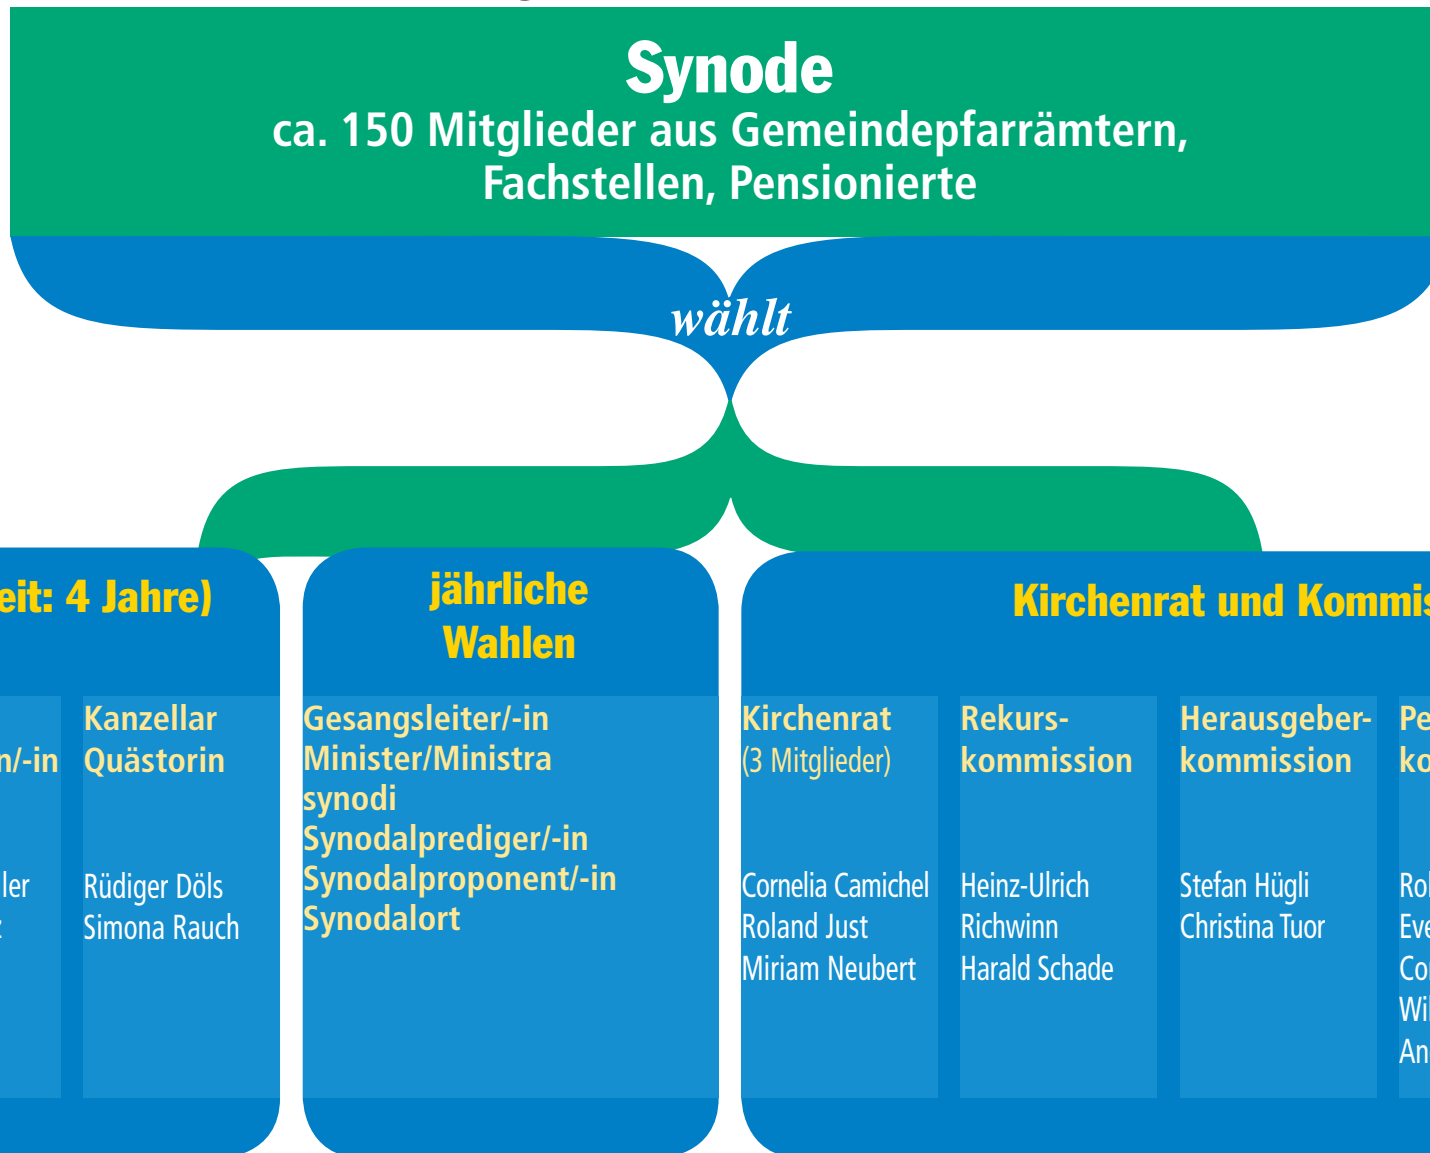 Synode
ca. 150 Mitglieder aus Gemeindepfarrämtern,
Fachstellen, Pensionierte
wählt
4 Jahre)
Kanzellar
Quästorin
Rüdiger Döls
Simona Rauch
jährliche
Wahlen
Gesangsleiter/-in
Minister/Ministra
synodi
Synodalprediger/-in
Synodalproponent/-in
Synodalort
Kirchenrat und
Kirchenrat
(3 Mitglieder)
Cornelia Camichel
Roland Just
Miriam Neubert
Rekurs-
kommission
Heinz-Ulrich
Richwinn
Harald Schade
Herausgeber-
kommission
Stefan Hügli
Christina Tuor